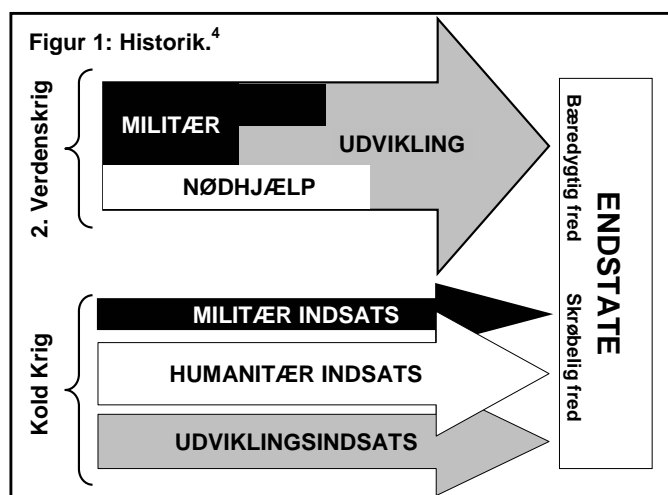 Figur 1: Historik.4
2. Verdenskrig
MILITÆR
UDVIKLING
NØDHJÆLP
Bæredygtig fred
ENDSTATE
Kold Krig
MILITÆR INDSATS
HUMANITÆR INDSATS
UDVIKLINGSINDSATS
Skrøbelig fred